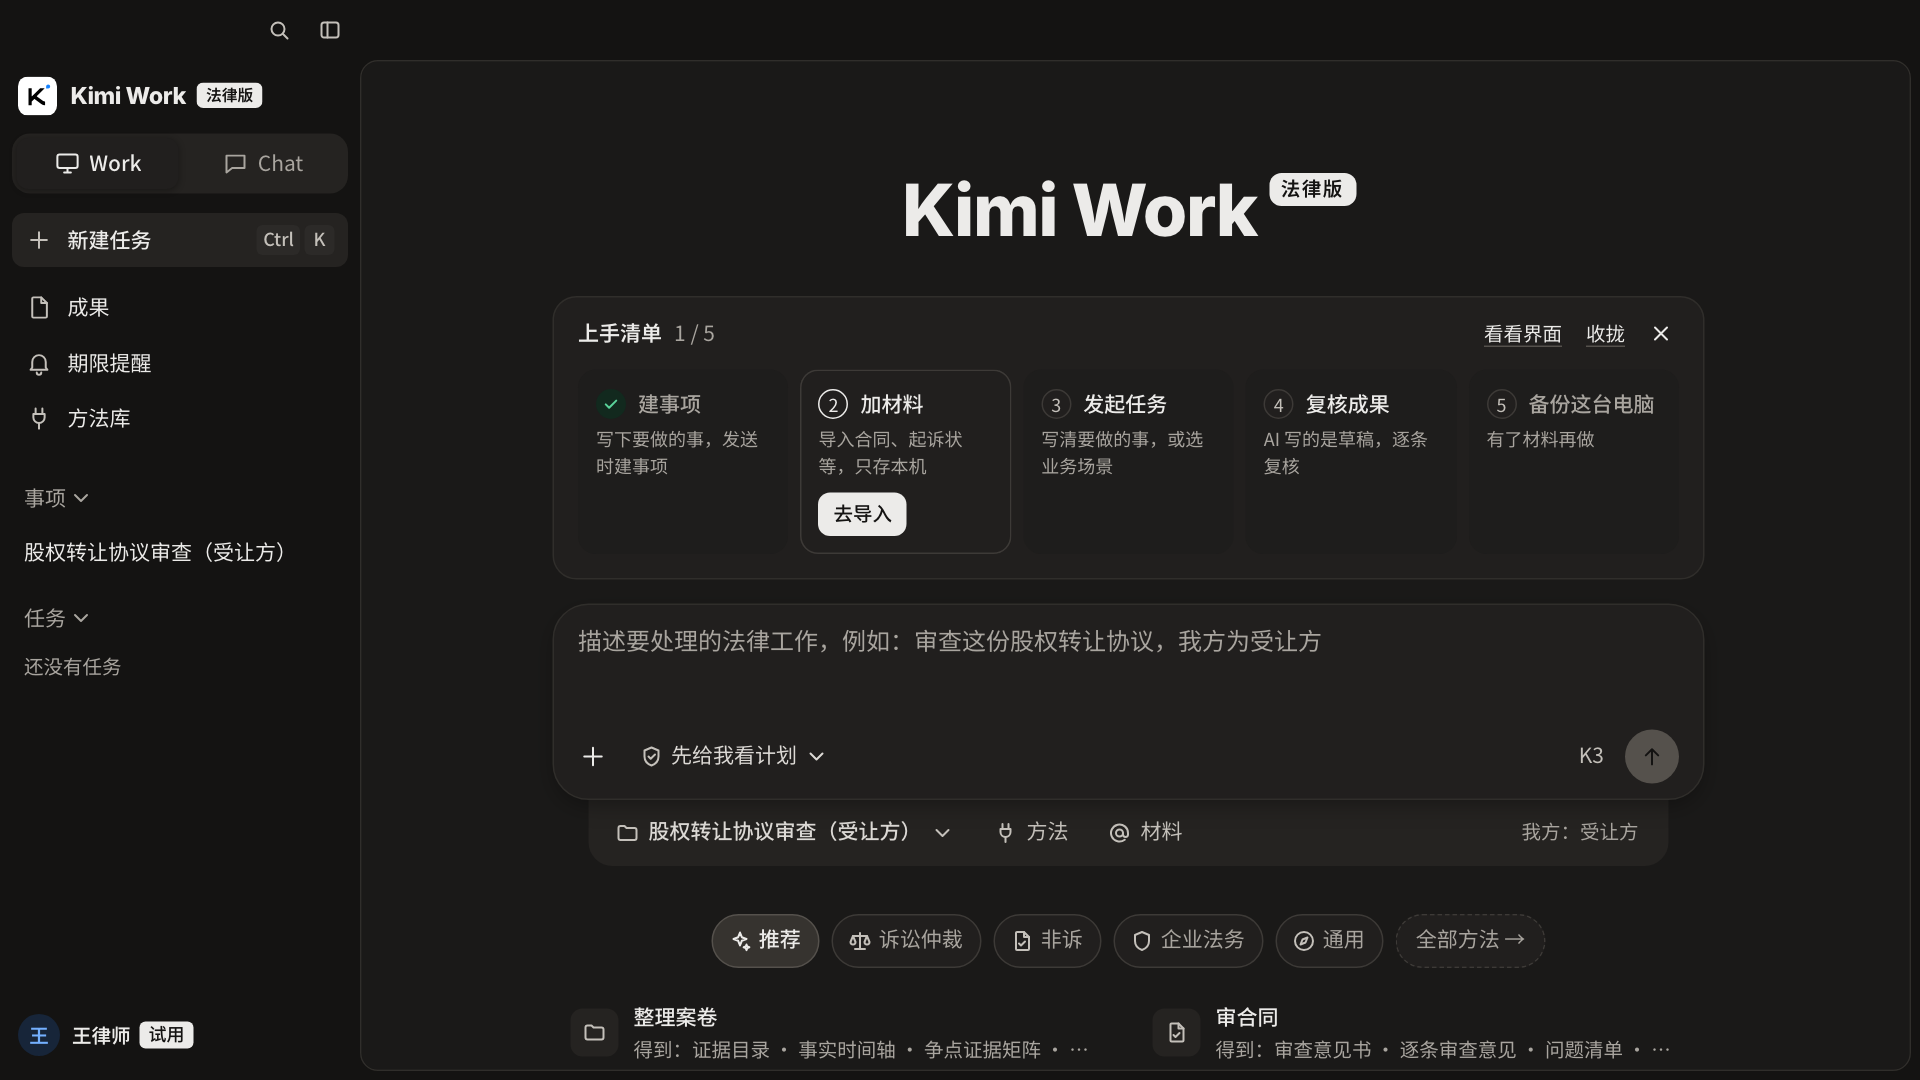 Kimi Work 法律版
Work
Chat
新建任务 Ctrl K
成果
期限提醒
方法库
事项
股权转让协议审查（受让方）
任务
还没有任务
王 王律师 试用
Kimi Work 法律版
上手清单 1 / 5
看看界面 收拢
建事项
写下要做的事，发送
时建事项
2 加材料
导入合同、起诉状
等，只存本机
去导入
3 发起任务
写清要做的事，或选
业务场景
4 复核成果
AI 写的是草稿，逐条
复核
5 备份这台电脑
有了材料再做
描述要处理的法律工作，例如：审查这份股权转让协议，我方为受让方
先给我看计划
K3
股权转让协议审查（受让方）
方法
材料
我方：受让方
推荐
诉讼仲裁
非诉
企业法务
通用
全部方法→
整理案卷
得到：证据目录 • 事实时间轴 • 争点证据矩阵 • …
审合同
得到：审查意见书 • 逐条审查意见 • 问题清单 • …